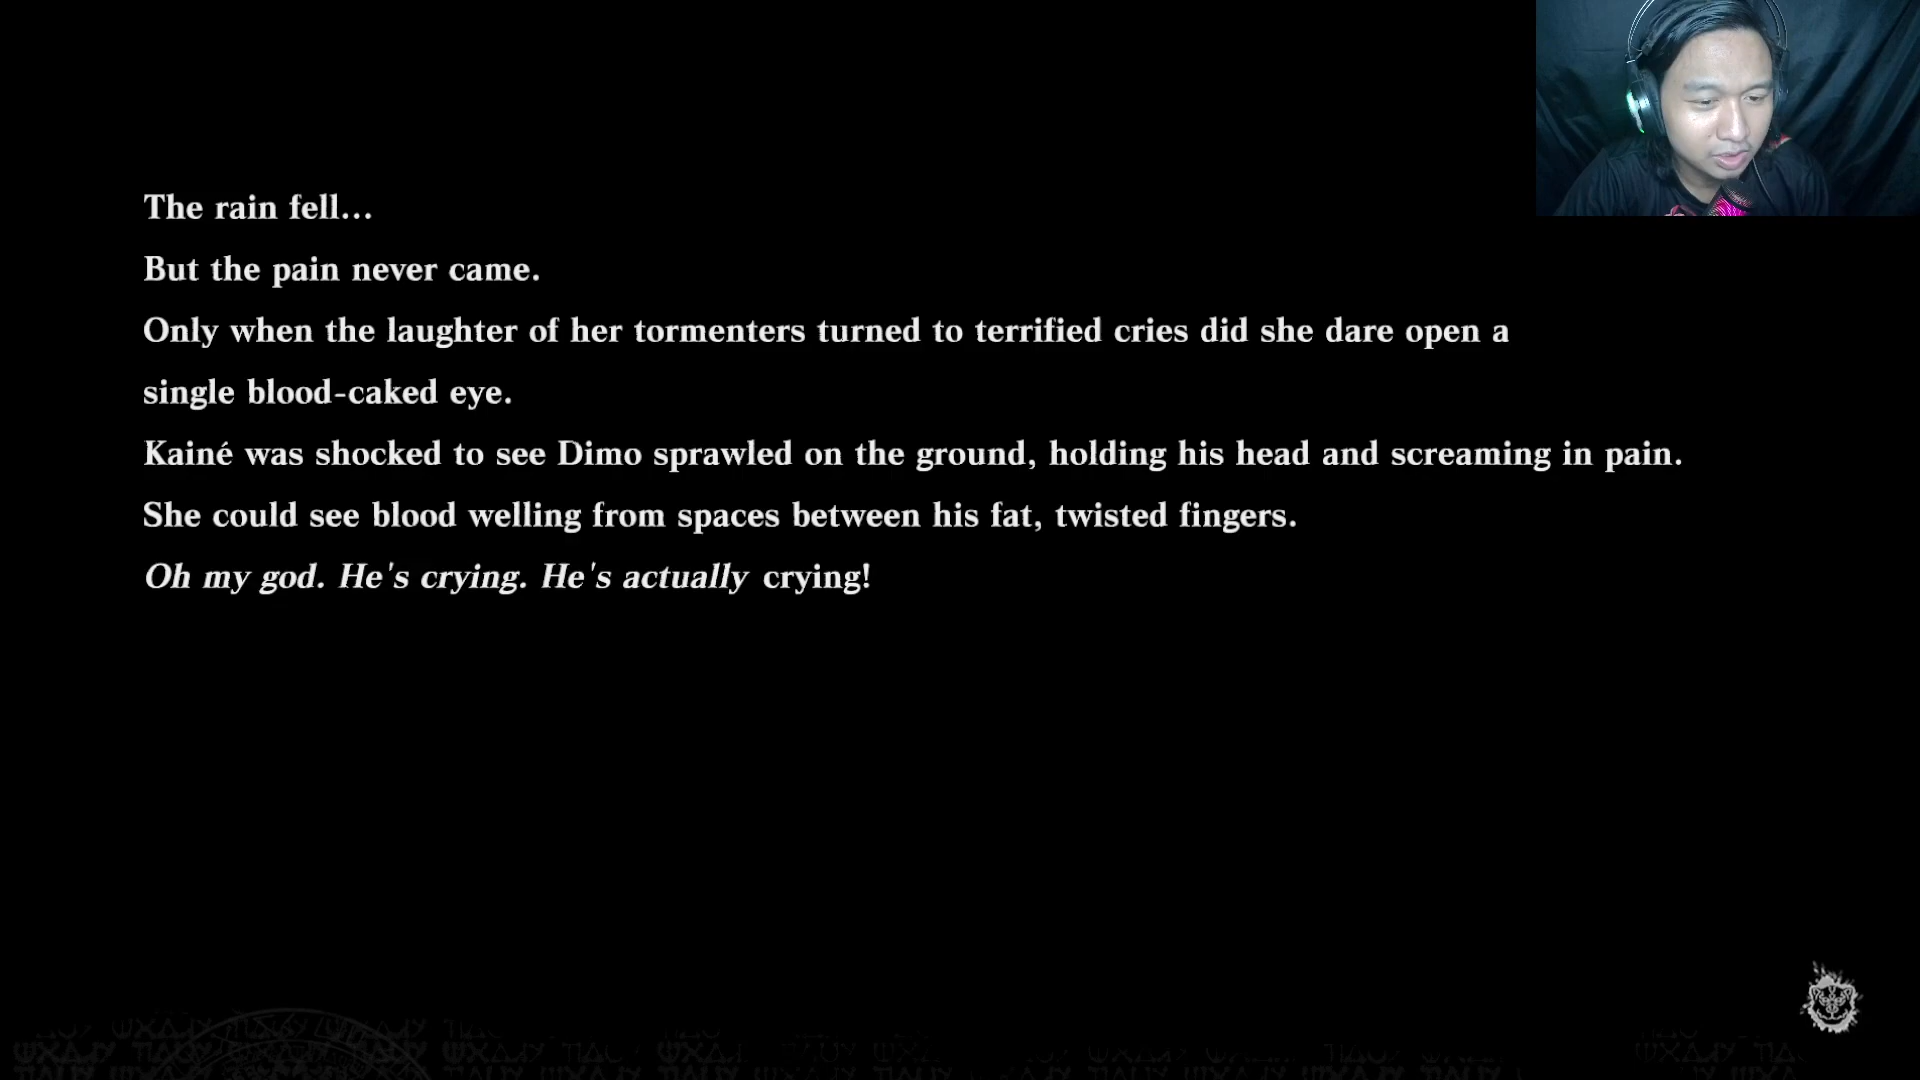 The rain fell...
But the pain never came.
Only when the laughter of her tormenters turned to terrified cries did she dare open a
single blood-caked eye.
Kainé was shocked to see Dimo sprawled on the ground, holding his head and screaming in pain.
She could see blood welling from spaces between his fat, twisted fingers.
Oh my god. He's crying. He's actually crying!